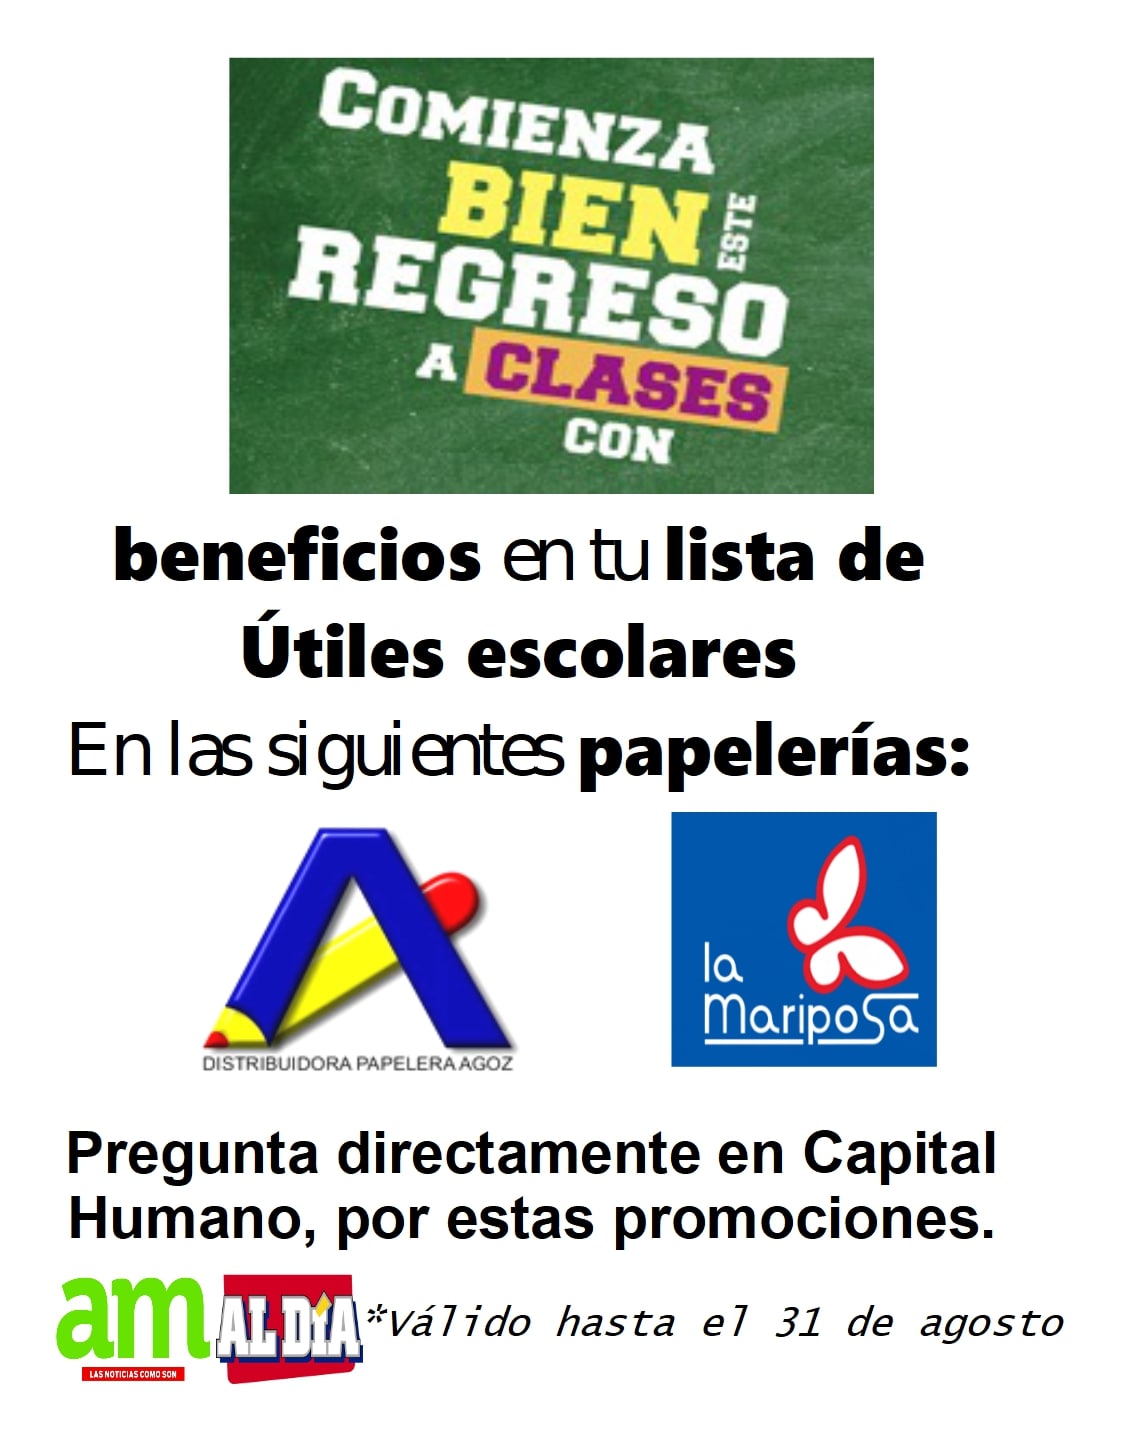 COMIENZA
BIEN ESTE
REGRESO
A CLASES
CON
beneficios en tu lista de
Útiles escolares
En las siguientes papelerías:
DISTRIBUIDORA PAPELERA AGOZ
la
mariposa
Pregunta directamente en Capital
Humano, por estas promociones.
am AL DÍA *Válido hasta el 31 de agosto
LAS NOTICIAS COMO SON